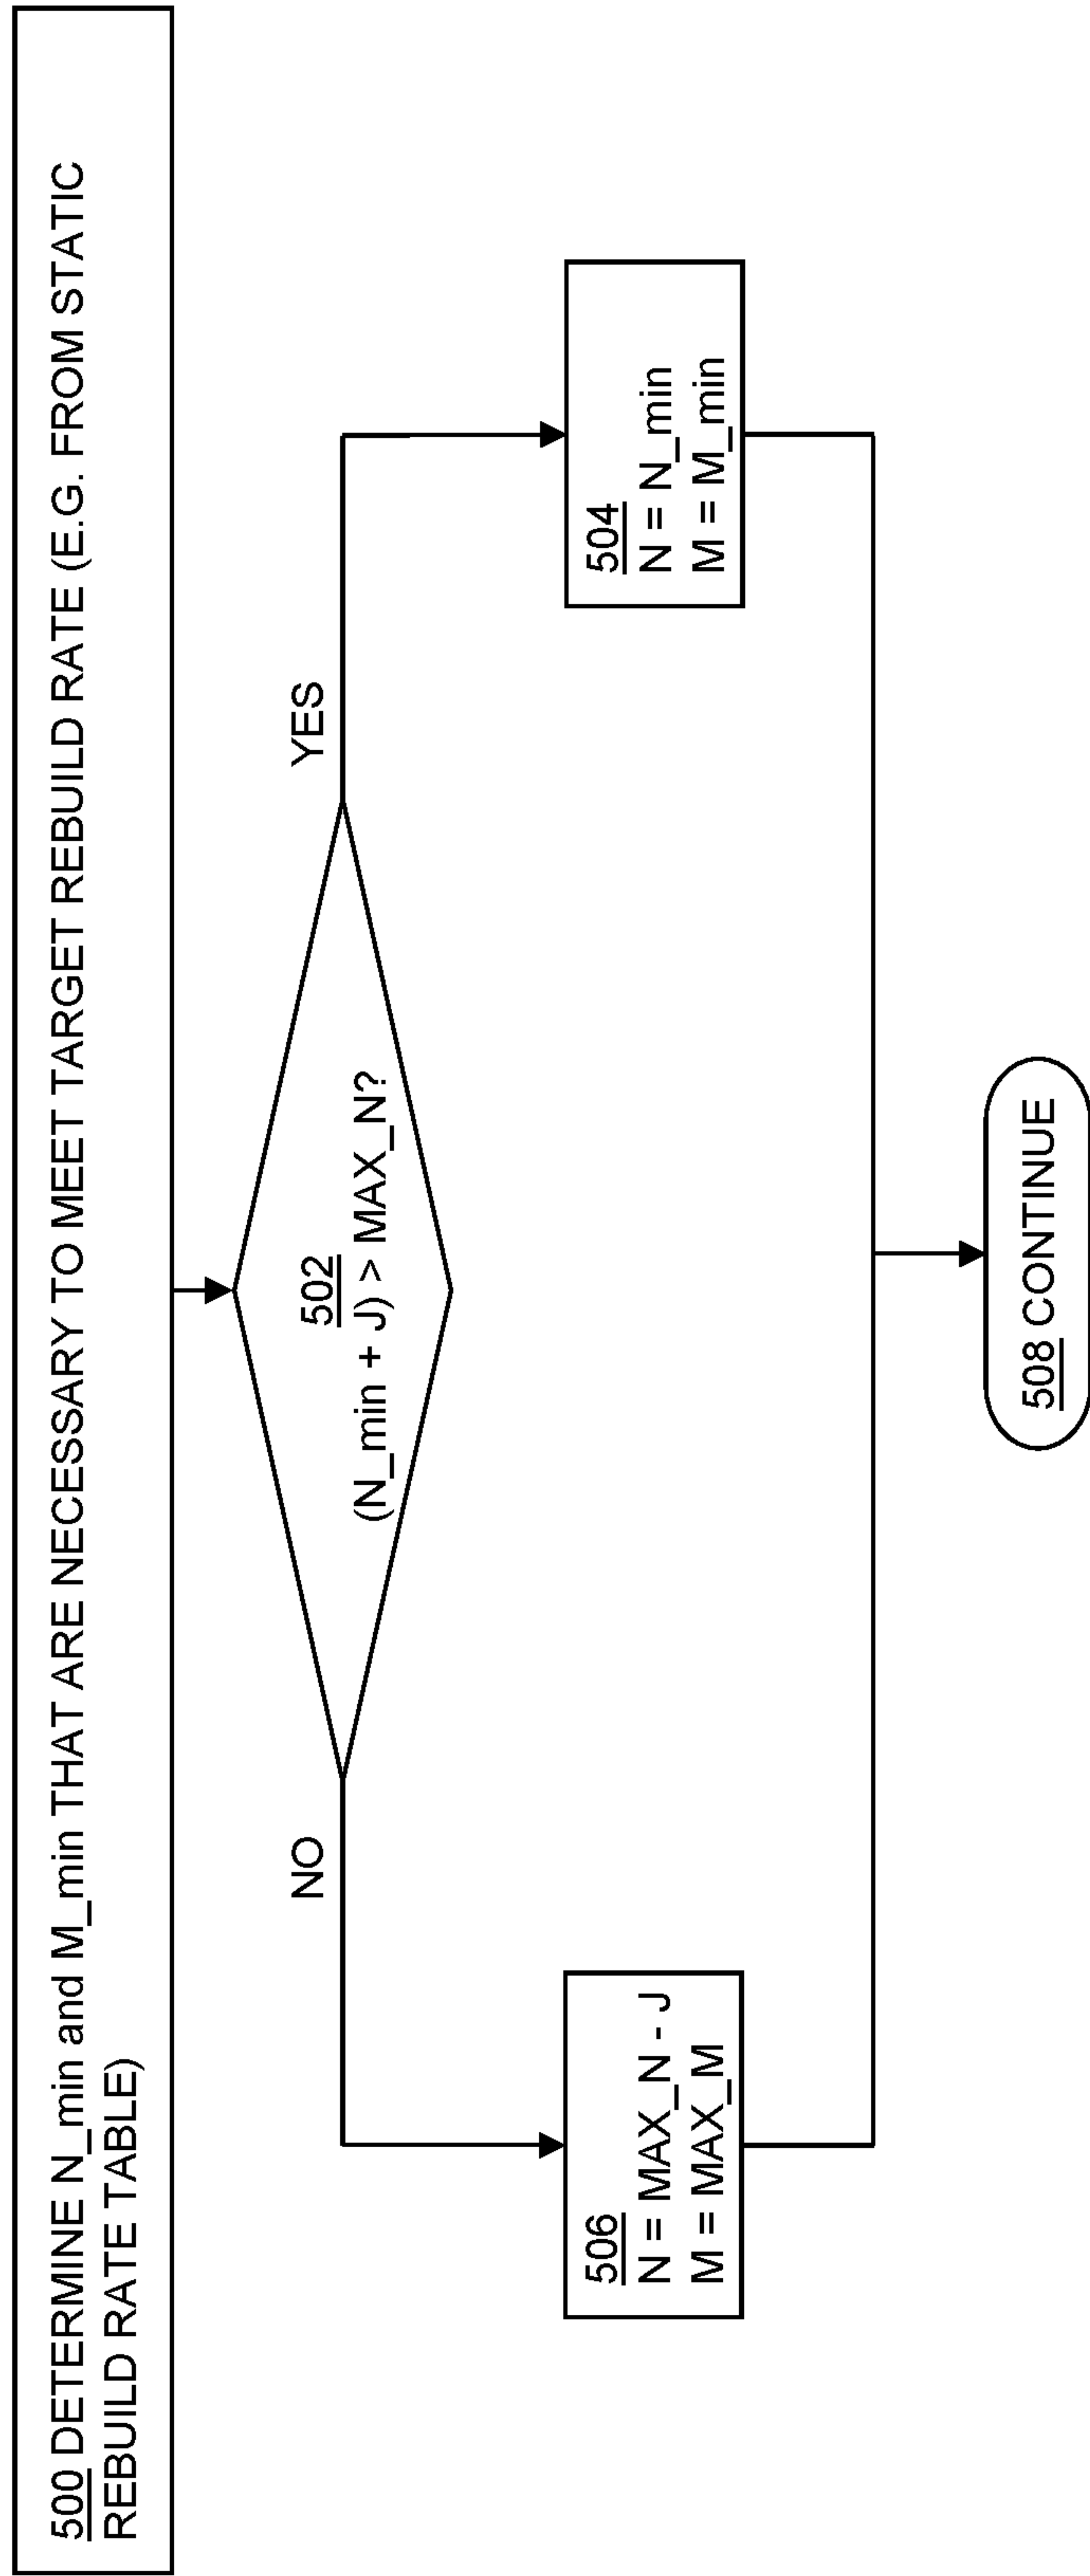 500 DETERMINE N_min and M_min THAT ARE NECESSARY TO MEET TARGET REBUILD RATE (E.G. FROM STATIC
REBUILD RATE TABLE)
502
(N_min + J) > MAX_N?
NO
YES
506
N = MAX_N - J
M = MAX_M
504
N = N_min
M = M_min
508 CONTINUE